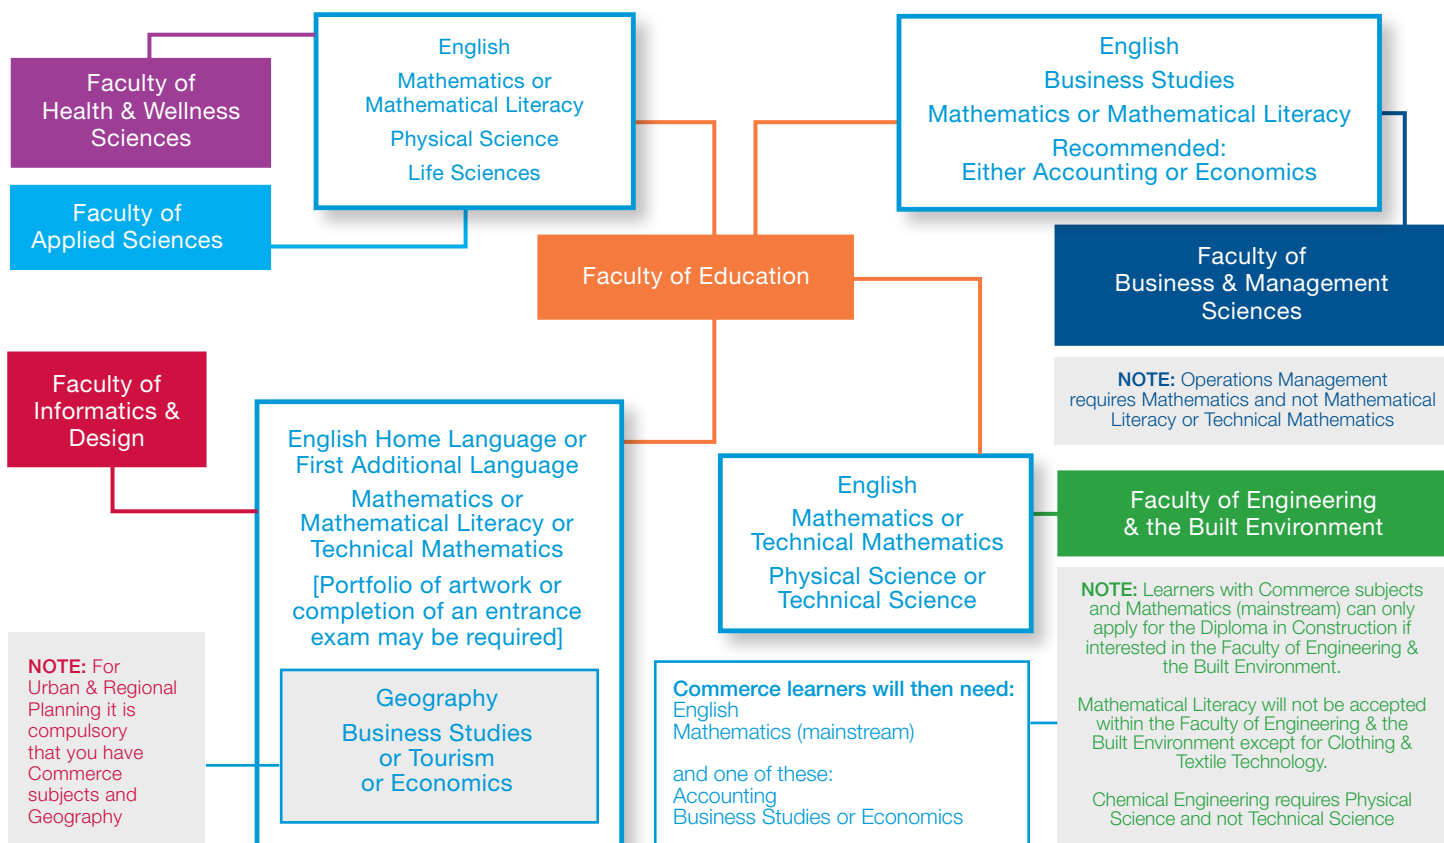 Faculty of
Health & Wellness
Sciences
English
Mathematics or
Mathematical Literacy
Physical Science
Life Sciences
Faculty of
Applied Sciences
English
Business Studies
Mathematics or Mathematical Literacy
Recommended:
Either Accounting or Economics
Faculty of Education
Faculty of
Business & Management
Sciences
NOTE: Operations Management
requires Mathematics and not Mathematical
Literacy or Technical Mathematics
Faculty of
Informatics &
Design
English Home Language or
First Additional Language
Mathematics or
Mathematical Literacy or
Technical Mathematics
[Portfolio of artwork or
completion of an entrance
exam may be required]
Geography
Business Studies
or Tourism
or Economics
NOTE: For
Urban & Regional
Planning it is
compulsory
that you have
Commerce
subjects and
Geography
English
Mathematics or
Technical Mathematics
Physical Science or
Technical Science
Faculty of Engineering
& the Built Environment
Commerce learners will then need:
English
Mathematics (mainstream)
and one of these:
Accounting
Business Studies or Economics
NOTE: Learners with Commerce subjects
and Mathematics (mainstream) can only
apply for the Diploma in Construction if
interested in the Faculty of Engineering &
the Built Environment.
Mathematical Literacy will not be accepted
within the Faculty of Engineering & the
Built Environment except for Clothing &
Textile Technology.
Chemical Engineering requires Physical
Science and not Technical Science